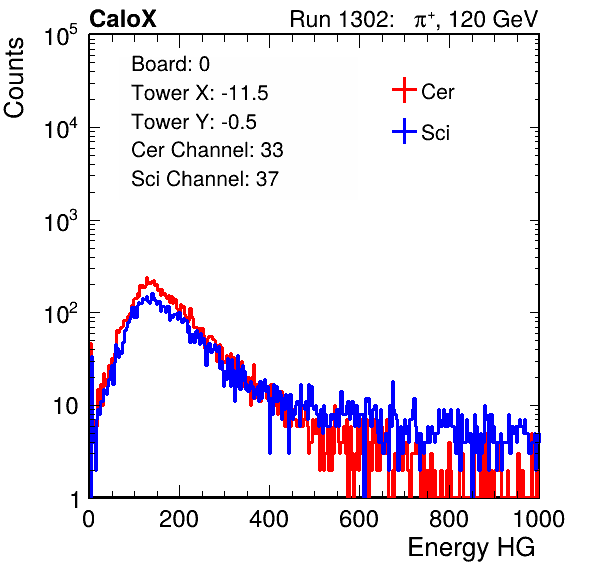 CaloX Run 1302: π⁺, 120 GeV
Board: 0
Tower X: -11.5
Tower Y: -0.5
Cer Channel: 33
Sci Channel: 37
Cer
Sci
Counts
10⁵
10⁴
10³
10²
10
1
0 200 400 600 800 1000
Energy HG